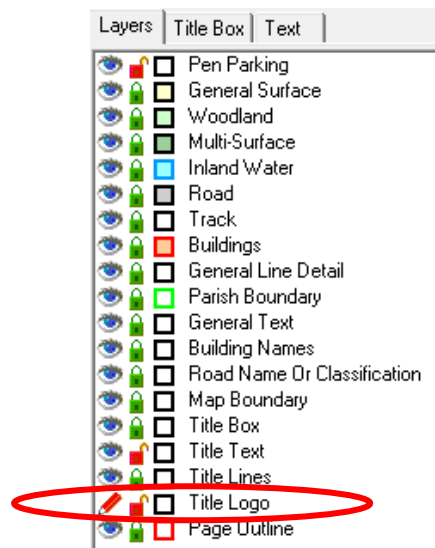 Layers Title Box Text
Pen Parking
General Surface
Woodland
Multi-Surface
Inland Water
Road
Track
Buildings
General Line Detail
Parish Boundary
General Text
Building Names
Road Name Or Classification
Map Boundary
Title Box
Title Text
Title Lines
Title Logo
Page Outline